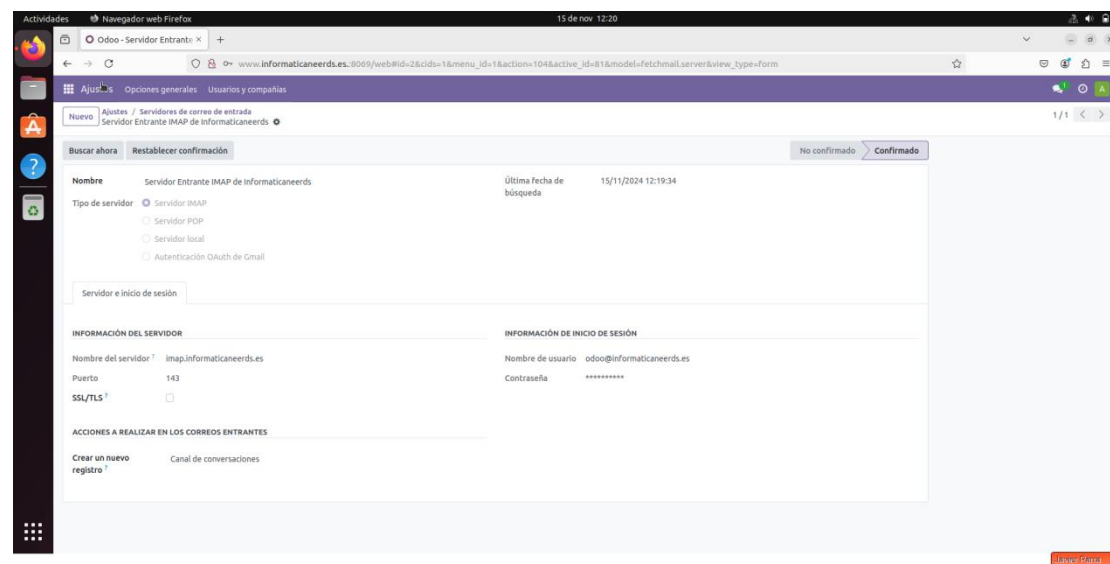 Actividades Navegador web Firefox 15 de nov 12:20
Odoo - Servidor Entrante
www.informaticaneerds.es.:8069/web#id=2&cids=1&menu_id=1&action=104&active_id=81&model=fetchmail.server&view_type=form
Ajustes Opciones generales Usuarios y compañías 1 A
Nuevo Ajustes / Servidores de correo de entrada
Servidor Entrante IMAP de Informaticaneerds 1/1
Buscar ahora Restablecer confirmación No confirmado Confirmado
Nombre Servidor Entrante IMAP de Informaticaneerds Última fecha de 15/11/2024 12:19:34
búsqueda
Tipo de servidor Servidor IMAP
Servidor POP
Servidor local
Autenticación OAuth de Gmail
Servidor e inicio de sesión
INFORMACIÓN DEL SERVIDOR INFORMACIÓN DE INICIO DE SESIÓN
Nombre del servidor ? imap.informaticaneerds.es Nombre de usuario odoo@informaticaneerds.es
Puerto 143 Contraseña **********
SSL/TLS ?
ACCIONES A REALIZAR EN LOS CORREOS ENTRANTES
Crear un nuevo Canal de conversaciones
registro ?